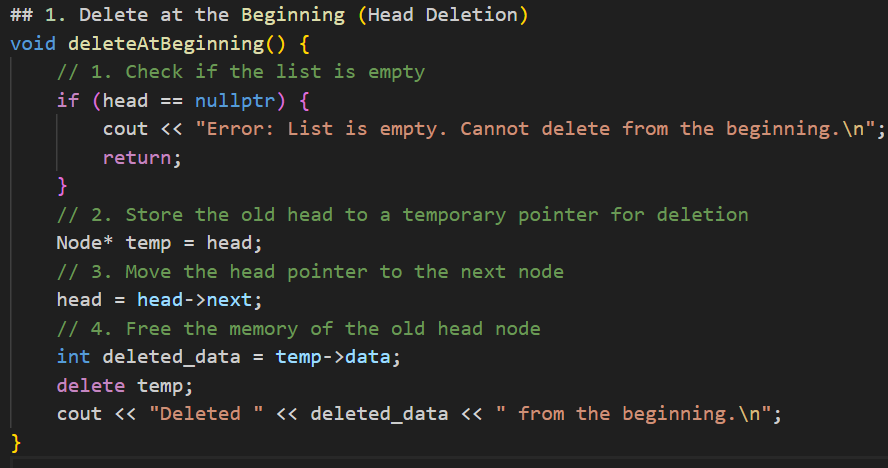 ## 1. Delete at the Beginning (Head Deletion)
void deleteAtBeginning() {
    // 1. Check if the list is empty
    if (head == nullptr) {
        cout << "Error: List is empty. Cannot delete from the beginning.\n";
        return;
    }
    // 2. Store the old head to a temporary pointer for deletion
    Node* temp = head;
    // 3. Move the head pointer to the next node
    head = head->next;
    // 4. Free the memory of the old head node
    int deleted_data = temp->data;
    delete temp;
    cout << "Deleted " << deleted_data << " from the beginning.\n";
}